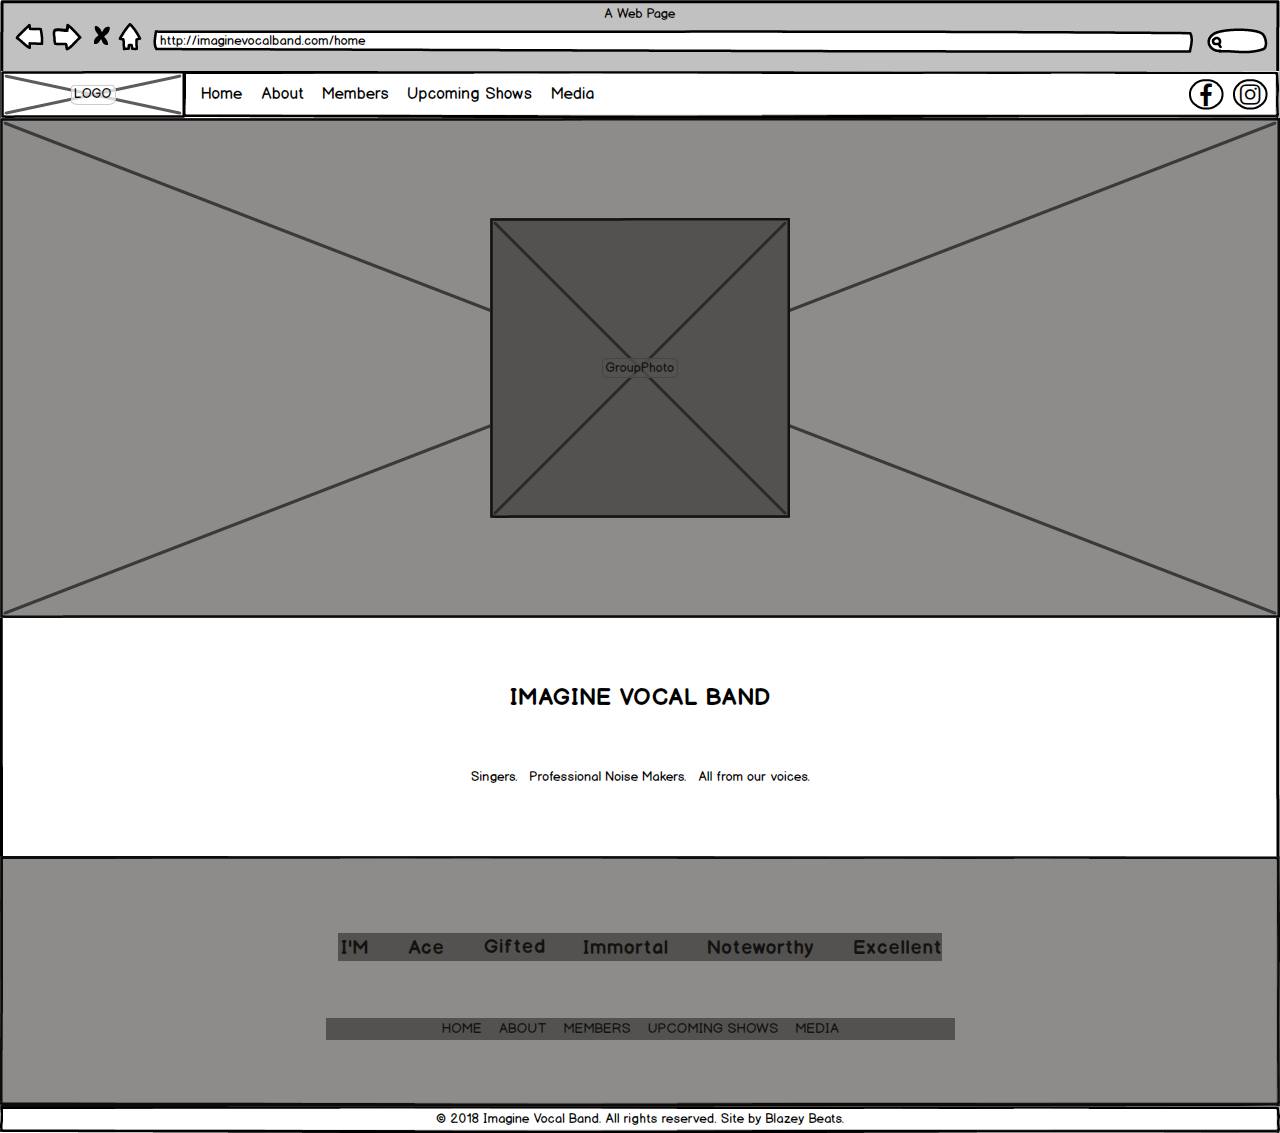 A Web Page
http://imaginevocalband.com/home
LOGO Home About Members Upcoming Shows Media
GroupPhoto
IMAGINE VOCAL BAND
Singers. Professional Noise Makers. All from our voices.
I'M Ace Gifted Immortal Noteworthy Excellent
HOME ABOUT MEMBERS UPCOMING SHOWS MEDIA
© 2018 Imagine Vocal Band. All rights reserved. Site by Blazey Beats.